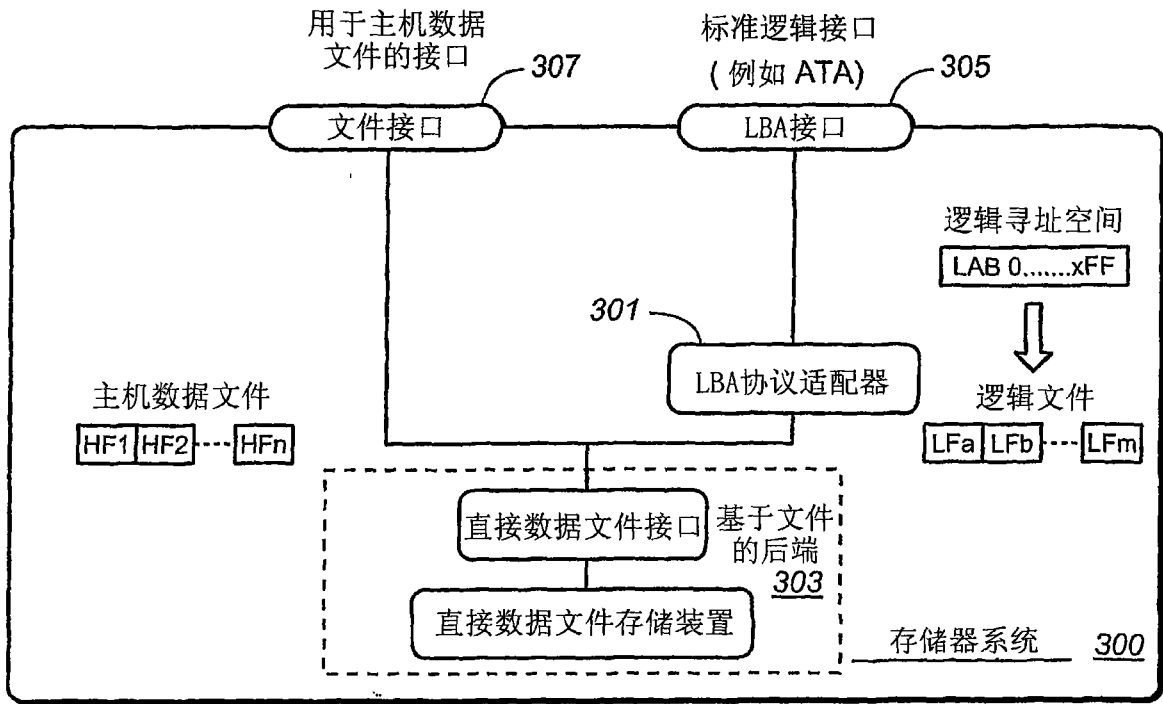 用于主机数据
文件的接口
307
标准逻辑接口
(例如 ATA)
305
文件接口
LBA接口
逻辑寻址空间
LAB 0.......xFF
301
LBA协议适配器
主机数据文件
HF1 HF2 ---- HFn
逻辑文件
LFa LFb ---- LFm
直接数据文件接口
基于文件
的后端
303
直接数据文件存储装置
存储器系统 300